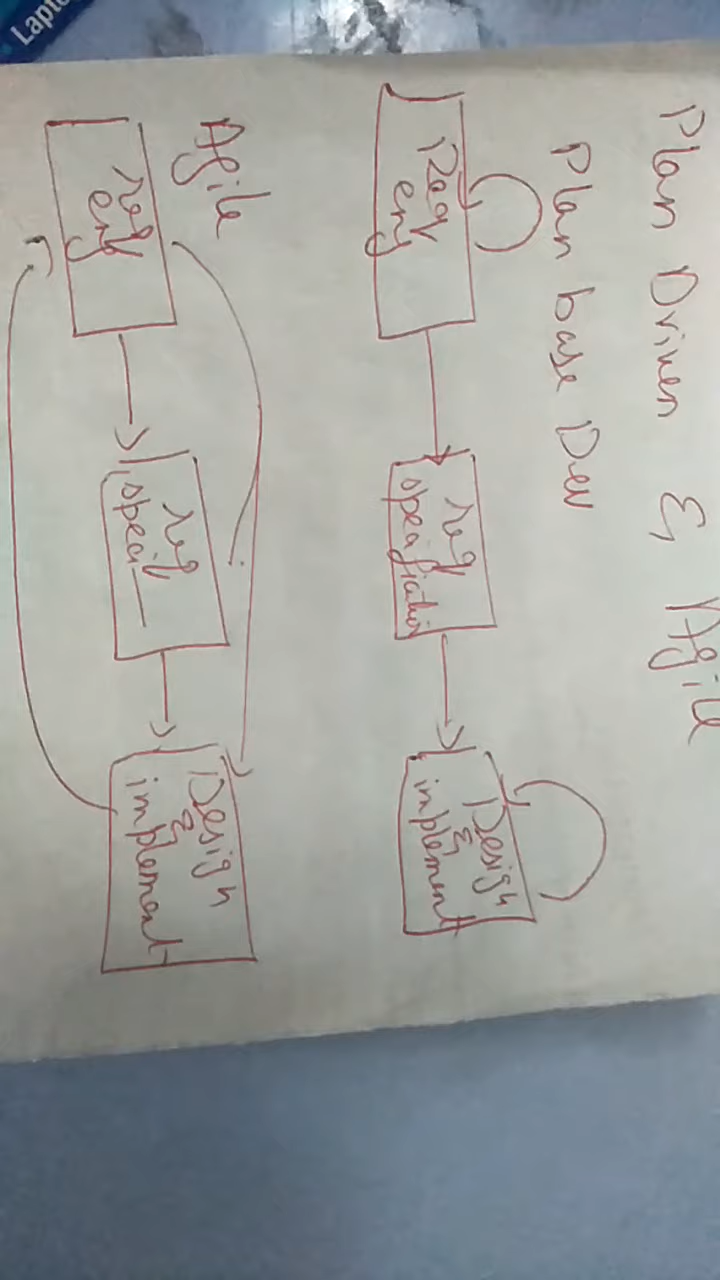 Plan Driven & Agile
Plan base Dev
Req
eng
req
specification
Design
&
implement
Agile
req
eng
req
speci
Design
&
implement
Lapto